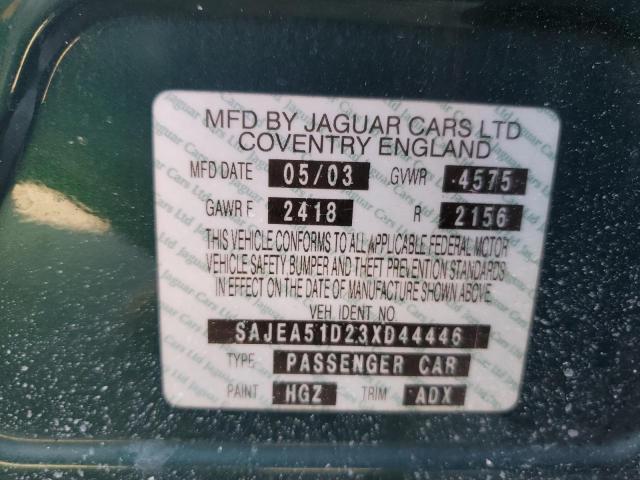 MFD BY JAGUAR CARS LTD
COVENTRY ENGLAND
MFD DATE 05/03 GVWR 4575
GAWR F 2418 R 2156
THIS VEHICLE CONFORMS TO ALL APPLICABLE FEDERAL MOTOR
VEHICLE SAFETY BUMPER AND THEFT PREVENTION STANDARDS
IN EFFECT ON THE DATE OF MANUFACTURE SHOWN ABOVE.
VEH. IDENT NO.
SAJEA51D23XD44446
TYPE PASSENGER CAR
PAINT HGZ TRIM ADX